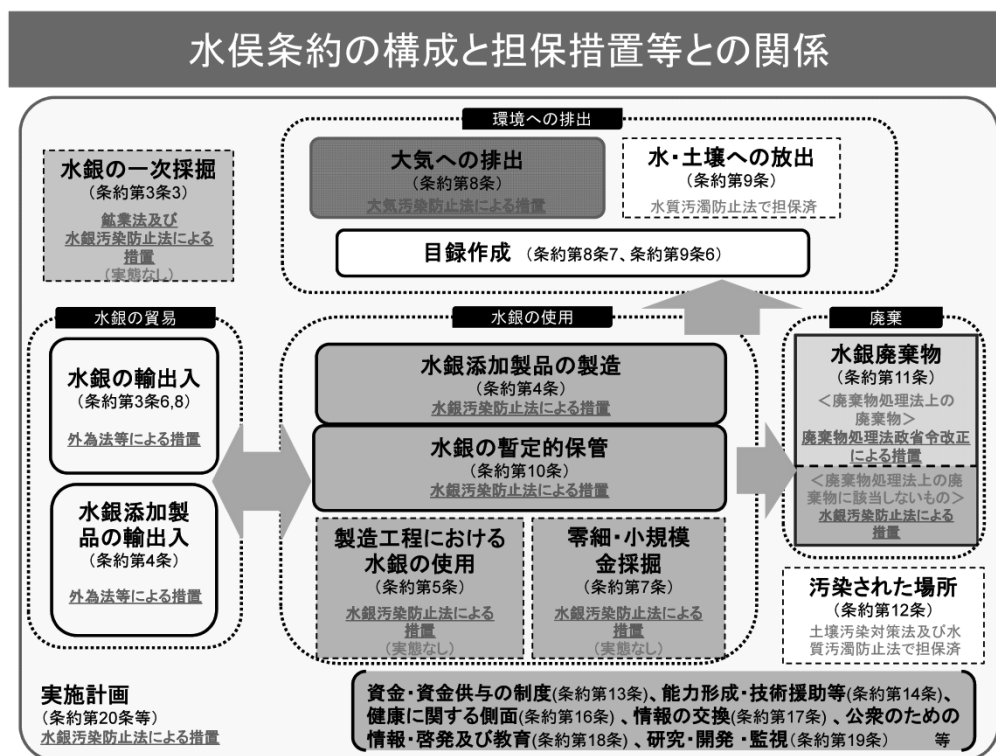 水俣条約の構成と担保措置等との関係
環境への排出
大気への排出
(条約第8条)
大気汚染防止法による措置
水・土壌への放出
(条約第9条)
水質汚濁防止法で担保済
目録作成 (条約第8条7、条約第9条6)
水銀の一次採掘
(条約第3条3)
鉱業法及び
水銀汚染防止法による
措置
(実態なし)
水銀の貿易
水銀の輸出入
(条約第3条6,8)
外為法等による措置
水銀添加製
品の輸出入
(条約第4条)
外為法等による措置
水銀の使用
水銀添加製品の製造
(条約第4条)
水銀汚染防止法による措置
水銀の暫定的保管
(条約第10条)
水銀汚染防止法による措置
製造工程における
水銀の使用
(条約第5条)
水銀汚染防止法による
措置
(実態なし)
零細・小規模
金採掘
(条約第7条)
水銀汚染防止法による
措置
(実態なし)
廃棄
水銀廃棄物
(条約第11条)
<廃棄物処理法上の
廃棄物>
廃棄物処理法政省令改正
による措置
<廃棄物処理法上の廃
棄物に該当しないもの>
水銀汚染防止法による
措置
汚染された場所
(条約第12条)
土壌汚染対策法及び水
質汚濁防止法で担保済
実施計画
(条約第20条等)
水銀汚染防止法による措置
資金・資金供与の制度(条約第13条)、能力形成・技術援助等(条約第14条)、
健康に関する側面(条約第16条)、情報の交換(条約第17条)、公衆のための
情報・啓発及び教育(条約第18条)、研究・開発・監視(条約第19条) 等